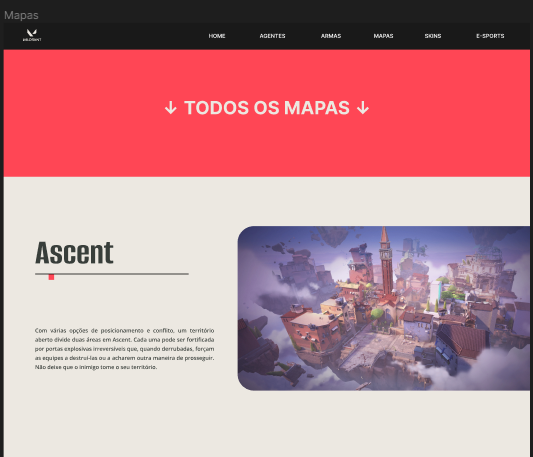 Mapas
VALORANT
HOME AGENTES ARMAS MAPAS SKINS E-SPORTS
↓ TODOS OS MAPAS ↓
Ascent
Com várias opções de posicionamento e conflito, um território
aberto divide duas áreas em Ascent. Cada uma pode ser fortificada
por portas explosivas irreversíveis que, quando derrubadas, forçam
as equipes a destruí-las ou a acharem outra maneira de prosseguir.
Não deixe que o inimigo tome o seu território.